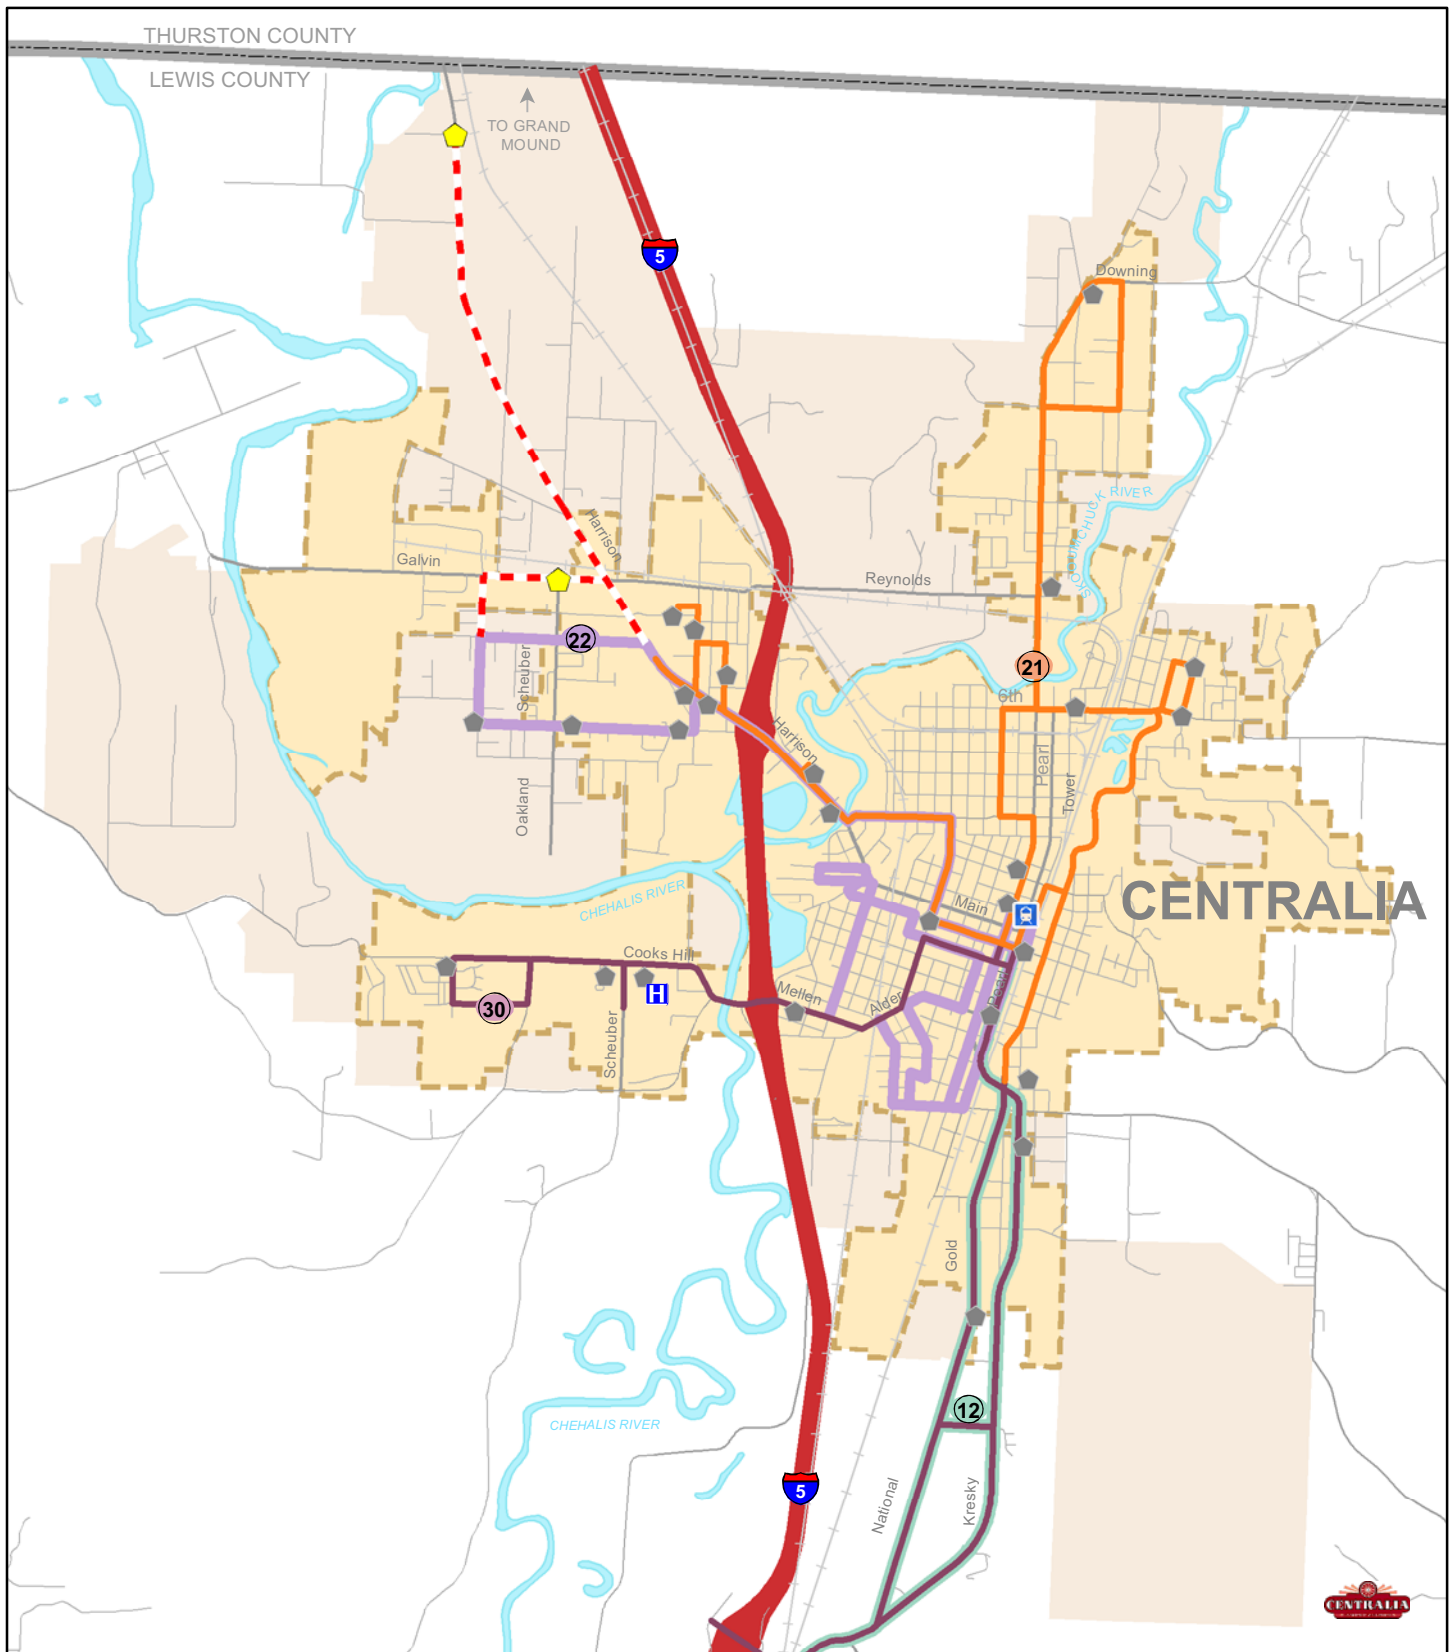 THURSTON COUNTY
LEWIS COUNTY
TO GRAND
MOUND
5
Downing
SKOOKUMCHUCK RIVER
Harrison
Galvin
Reynolds
22
Scheuber
21
6th
Harrison
Pearl
Tower
Oakland
CHEHALIS RIVER
Main
CENTRALIA
Cooks Hill
H
Mellen
Alder
Pearl
30
Scheuber
Gold
12
CHEHALIS RIVER
5
National
Kresky
CENTRALIA